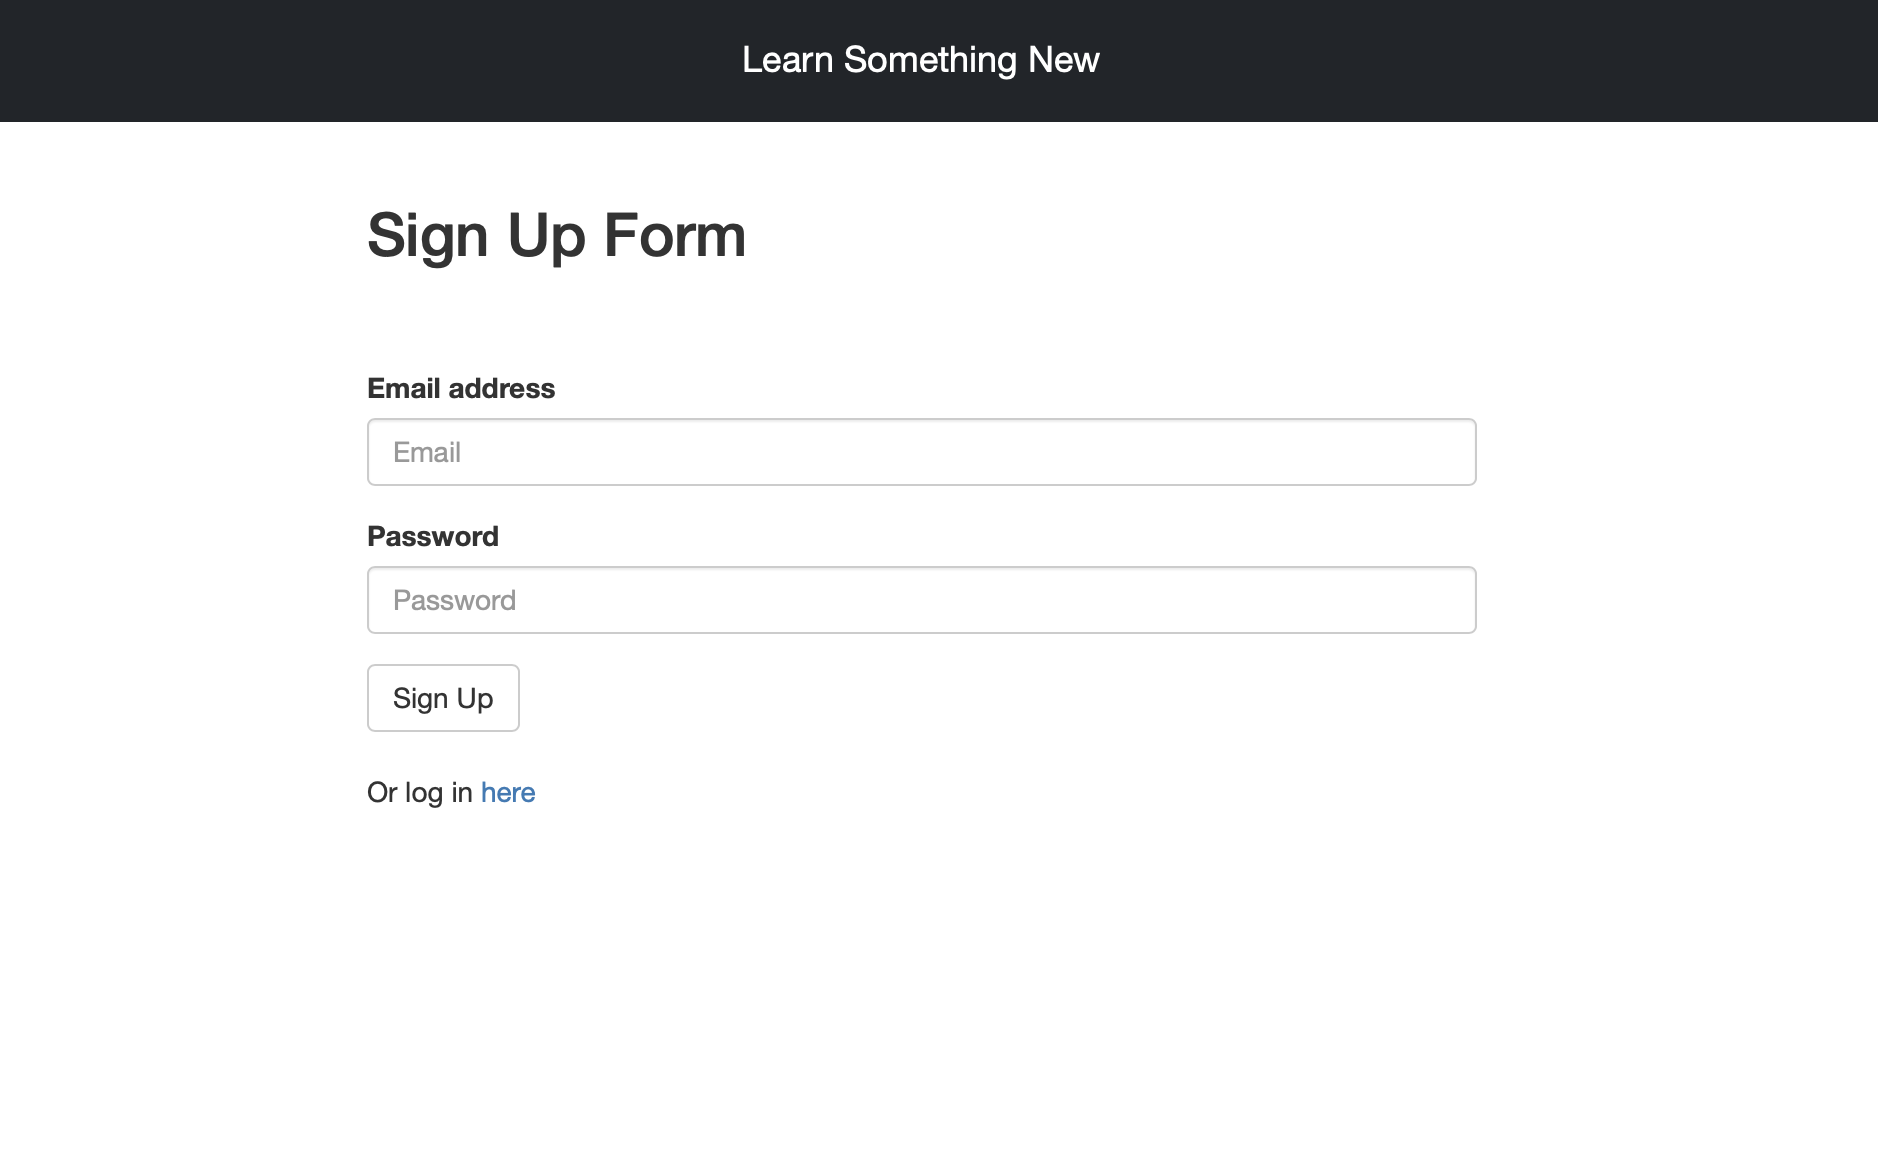 Learn Something New
Sign Up Form
Email address
Email
Password
Password
Sign Up
Or log in here